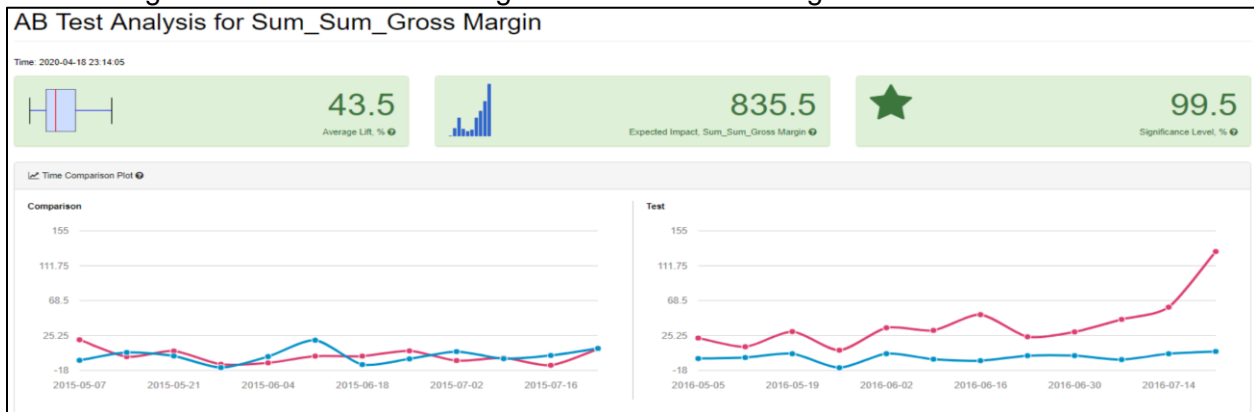 AB Test Analysis for Sum_Sum_Gross Margin
Time: 2020-04-18 23:14:05
43.5
Average Lift, %
835.5
Expected Impact, Sum_Sum_Gross Margin
99.5
Significance Level, %
Time Comparison Plot
Comparison
155
111.75
68.5
25.25
-18
2015-05-07 2015-05-21 2015-06-04 2015-06-18 2015-07-02 2015-07-16
Test
155
111.75
68.5
25.25
-18
2016-05-05 2016-05-19 2016-06-02 2016-06-16 2016-06-30 2016-07-14